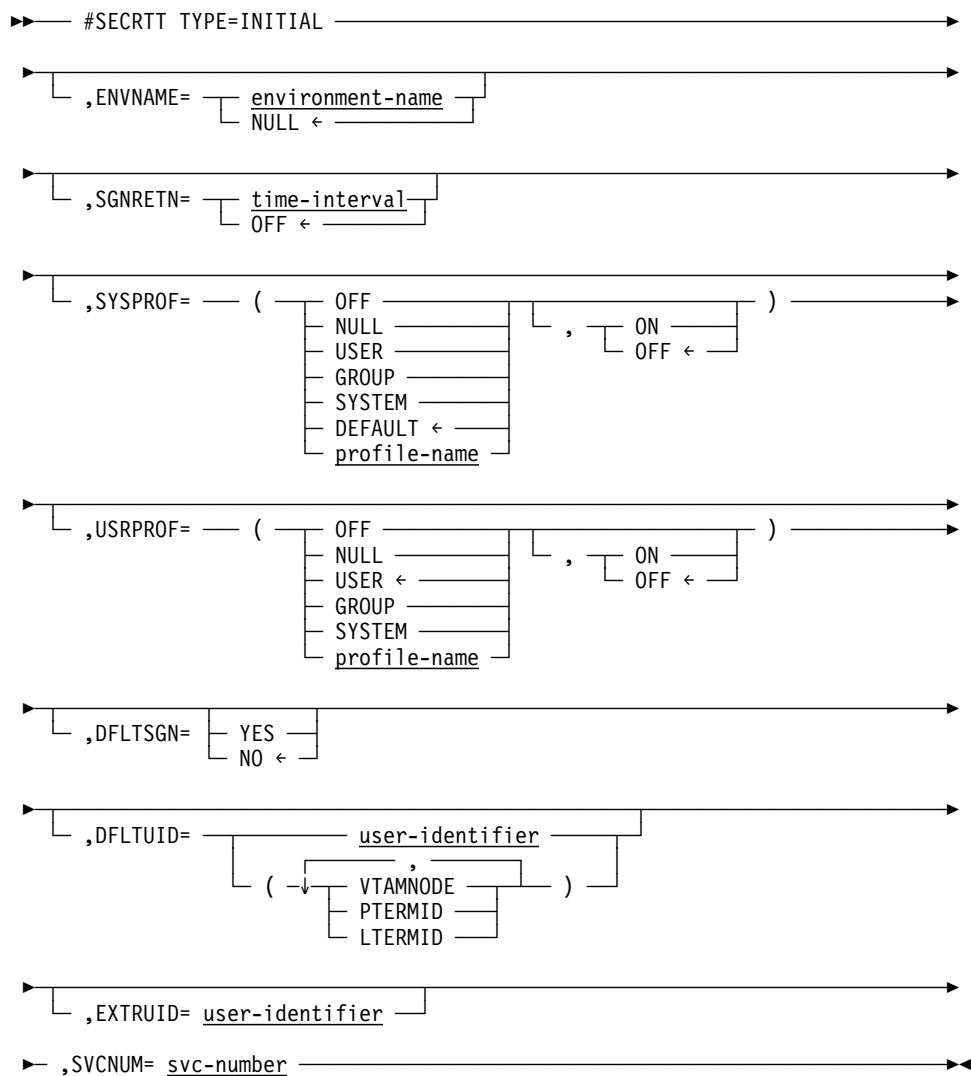 #SECRTT TYPE=INITIAL
,ENVNAME= environment-name
NULL ←
,SGNRETN= time-interval
OFF ←
,SYSPROF= ( OFF )
NULL , ON
USER OFF ←
GROUP
SYSTEM
DEFAULT ←
profile-name
,USRPROF= ( OFF )
NULL , ON
USER ← OFF ←
GROUP
SYSTEM
profile-name
,DFLTSGN= YES
NO ←
,DFLTUID= user-identifier
,
( VTAMNODE )
PTERMID
LTERMID
,EXTRUID= user-identifier
,SVCNUM= svc-number